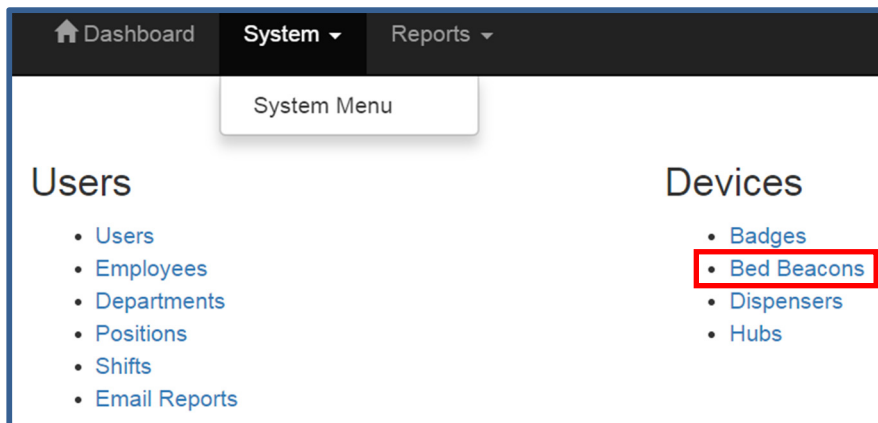 Dashboard System Reports
System Menu
Users
Users
Employees
Departments
Positions
Shifts
Email Reports
Devices
Badges
Bed Beacons
Dispensers
Hubs